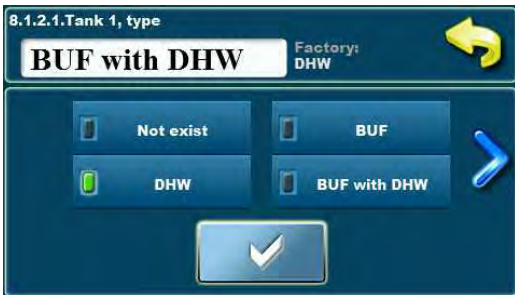 8.1.2.1.Tank 1, type
BUF with DHW
Factory:
DHW
Not exist
BUF
DHW
BUF with DHW